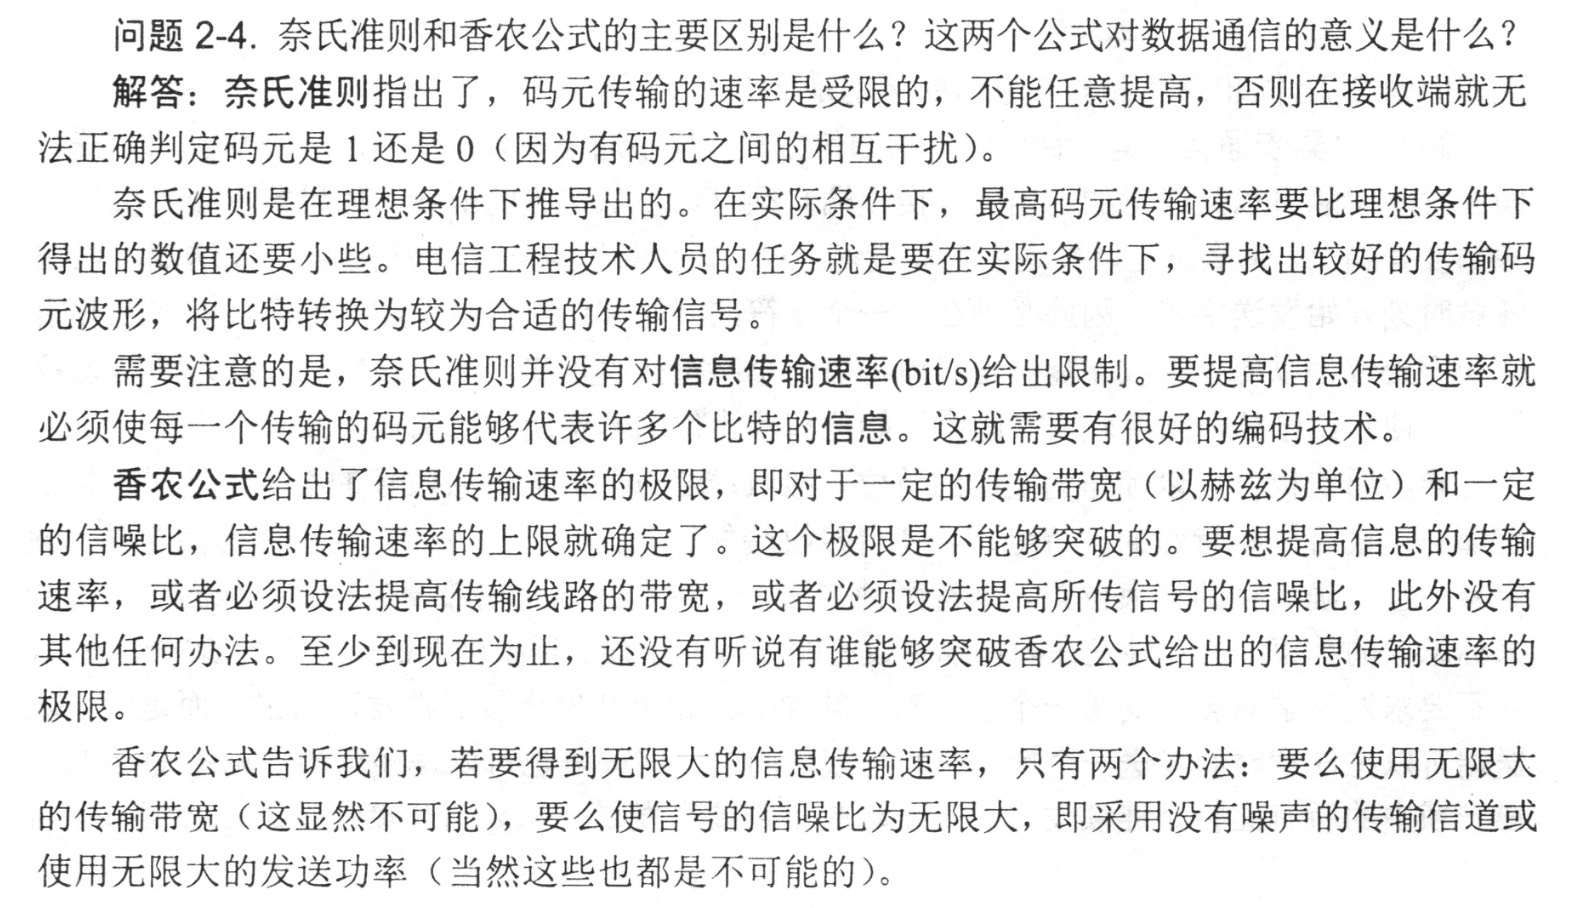 问题 2-4. 奈氏准则和香农公式的主要区别是什么？这两个公式对数据通信的意义是什么？
解答：奈氏准则指出了，码元传输的速率是受限的，不能任意提高，否则在接收端就无
法正确判定码元是 1 还是 0（因为有码元之间的相互干扰）。
奈氏准则是在理想条件下推导出的。在实际条件下，最高码元传输速率要比理想条件下
得出的数值还要小些。电信工程技术人员的任务就是要在实际条件下，寻找出较好的传输码
元波形，将比特转换为较为合适的传输信号。
需要注意的是，奈氏准则并没有对信息传输速率(bit/s)给出限制。要提高信息传输速率就
必须使每一个传输的码元能够代表许多个比特的信息。这就需要有很好的编码技术。
香农公式给出了信息传输速率的极限，即对于一定的传输带宽（以赫兹为单位）和一定
的信噪比，信息传输速率的上限就确定了。这个极限是不能够突破的。要想提高信息的传输
速率，或者必须设法提高传输线路的带宽，或者必须设法提高所传信号的信噪比，此外没有
其他任何办法。至少到现在为止，还没有听说有谁能够突破香农公式给出的信息传输速率的
极限。
香农公式告诉我们，若要得到无限大的信息传输速率，只有两个办法：要么使用无限大
的传输带宽（这显然不可能），要么使信号的信噪比为无限大，即采用没有噪声的传输信道或
使用无限大的发送功率（当然这些也都是不可能的）。